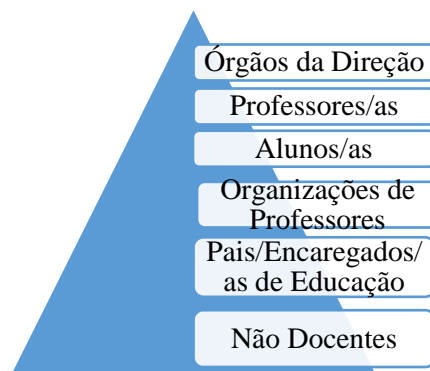 Órgãos da Direção
Professores/as
Alunos/as
Organizações de
Professores
Pais/Encaregados/
as de Educação
Não Docentes